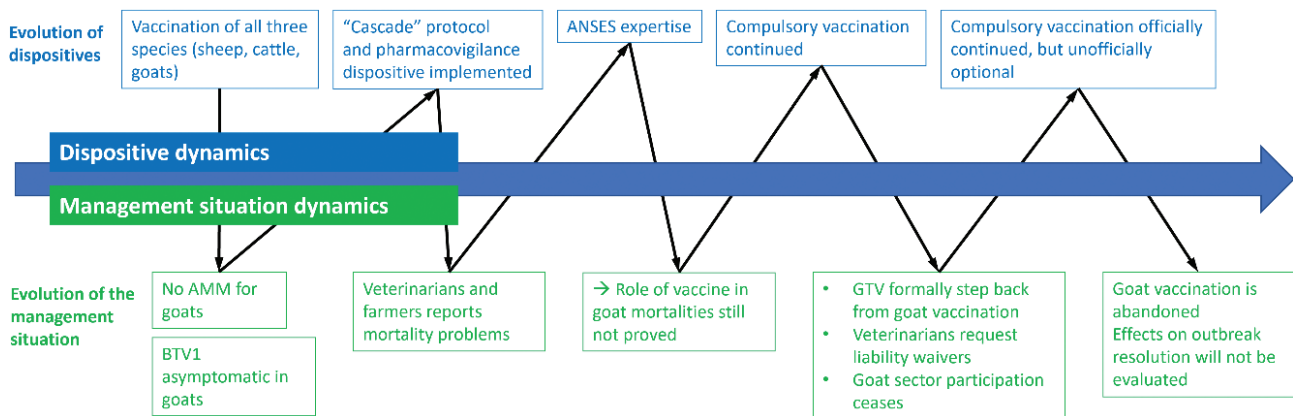 Evolution of
dispositives
Vaccination of all three
species (sheep, cattle,
goats)
“Cascade” protocol
and pharmacovigilance
dispositive implemented
ANSES expertise
Compulsory vaccination
continued
Compulsory vaccination officially
continued, but unofficially
optional
Dispositive dynamics
Management situation dynamics
Evolution of the
management
situation
No AMM for
goats
BTV1
asymptomatic in
goats
Veterinarians and
farmers reports
mortality problems
→ Role of vaccine in
goat mortalities still
not proved
• GTV formally step back
from goat vaccination
• Veterinarians request
liability waivers
• Goat sector participation
ceases
Goat vaccination is
abandoned
Effects on outbreak
resolution will not be
evaluated